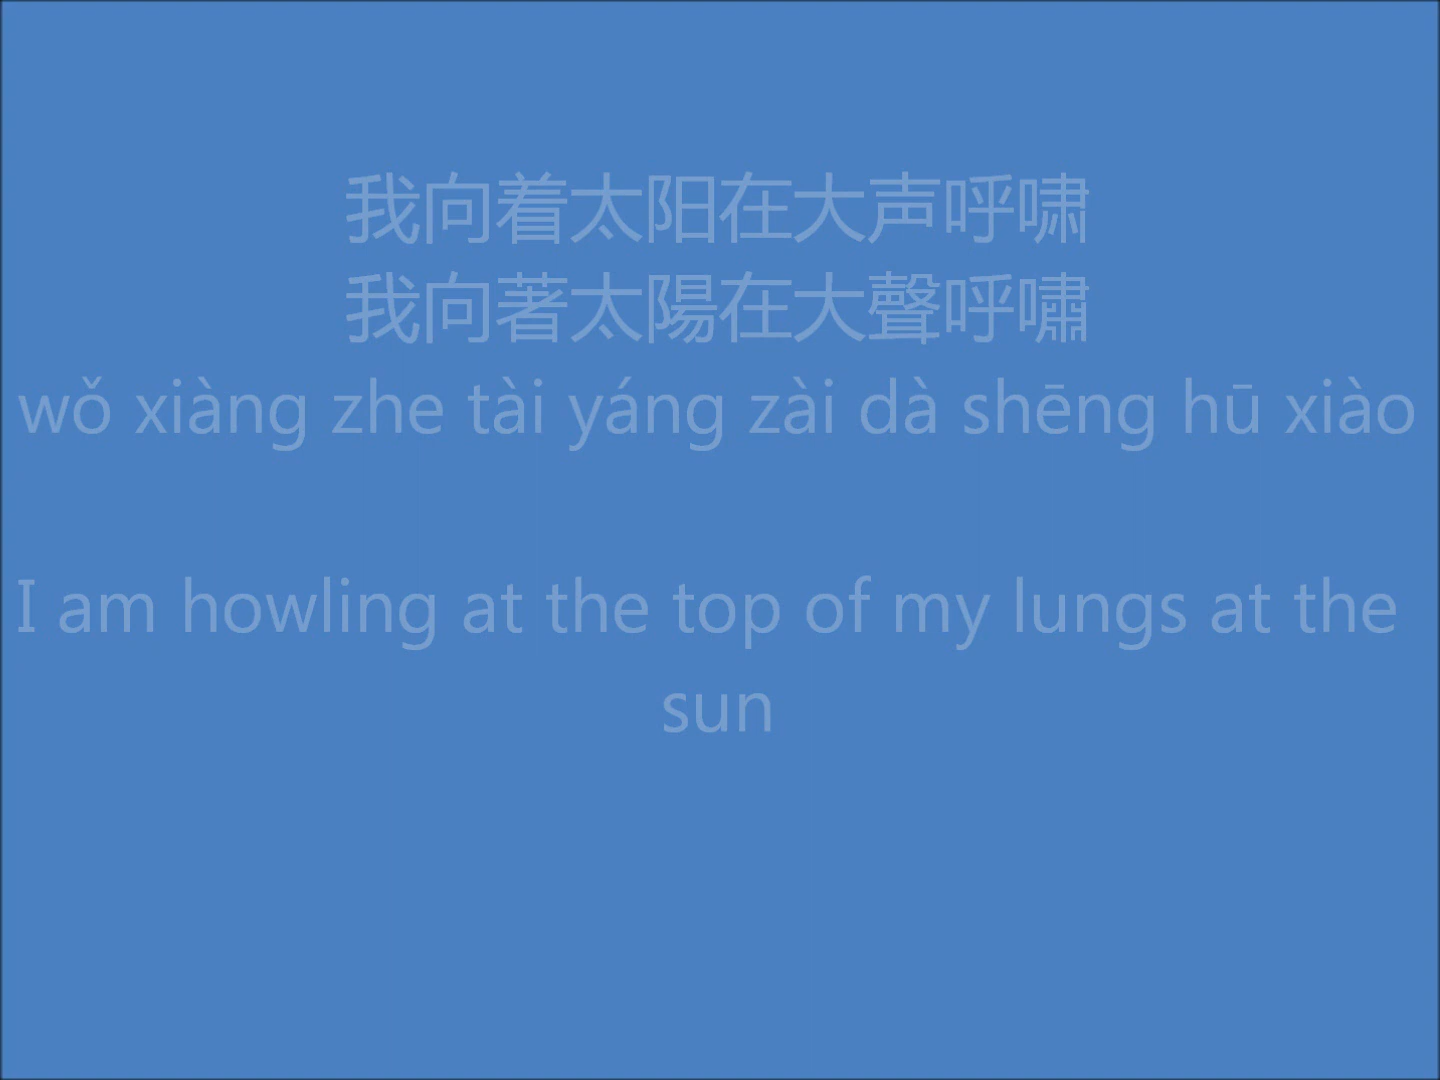 我向着太阳在大声呼啸
我向著太陽在大聲呼嘯
wǒ xiàng zhe tài yáng zài dà shēng hū xiào
I am howling at the top of my lungs at the
sun